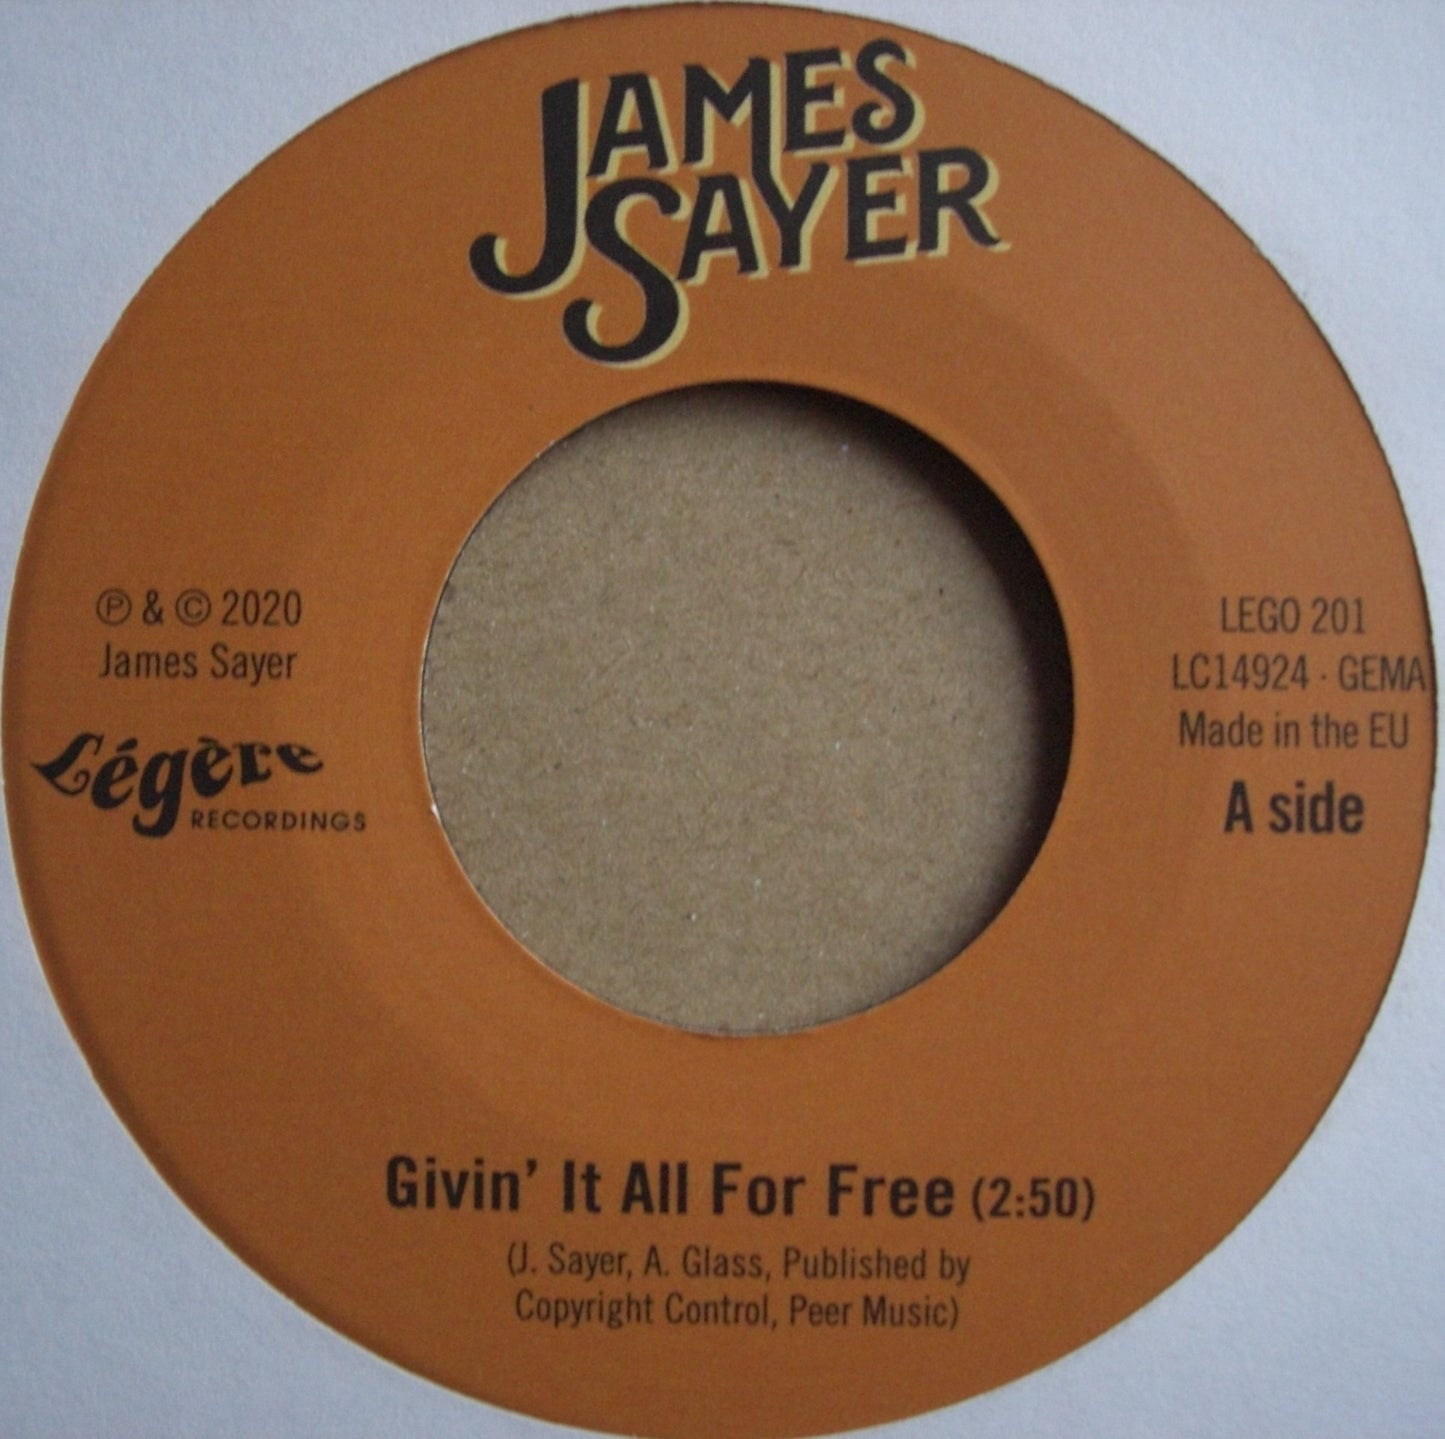 JAMES
SAYER
℗ & © 2020
James Sayer
Légère
RECORDINGS
LEGO 201
LC14924 · GEMA
Made in the EU
A side
Givin' It All For Free (2:50)
(J. Sayer, A. Glass, Published by
Copyright Control, Peer Music)